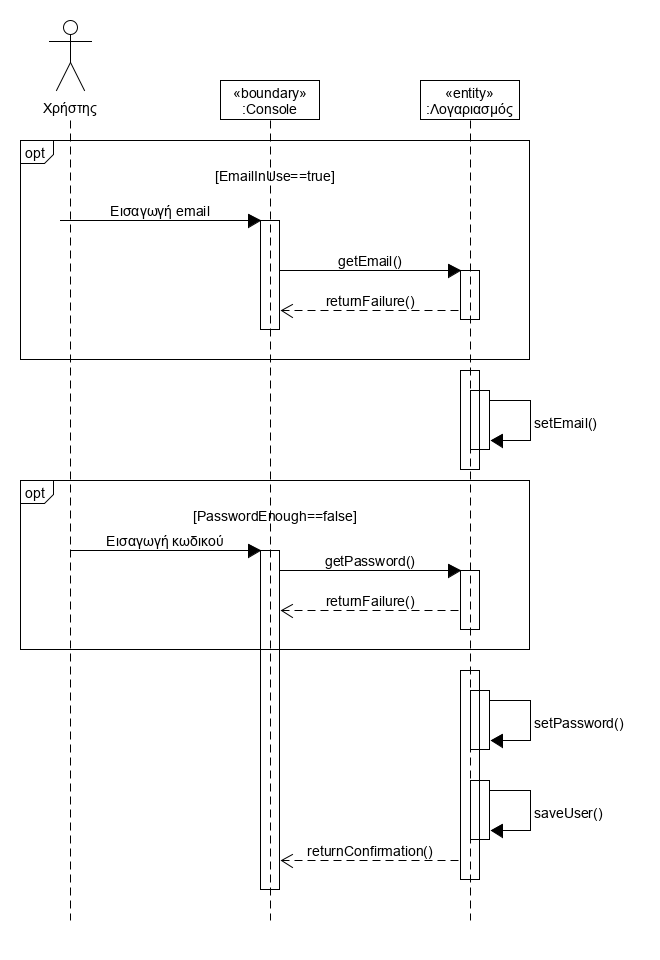 Χρήστης
«boundary»
:Console
«entity»
:Λογαριασμός
opt
[EmailInUse==true]
Εισαγωγή email
getEmail()
returnFailure()
setEmail()
opt
[PasswordEnough==false]
Εισαγωγή κωδικού
getPassword()
returnFailure()
setPassword()
saveUser()
returnConfirmation()